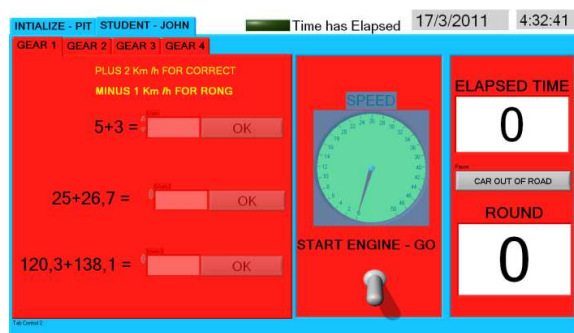 INTIALIZE - PIT STUDENT - JOHN
Time has Elapsed 17/3/2011 4:32:41
GEAR 1 GEAR 2 GEAR 3 GEAR 4
PLUS 2 Km /h FOR CORRECT
MINUS 1 Km /h FOR RONG
5+3 = OK
25+26,7 = OK
120,3+138,1 = OK
SPEED
START ENGINE - GO
ELAPSED TIME
0
Pause
CAR OUT OF ROAD
ROUND
0
Tab Control 2